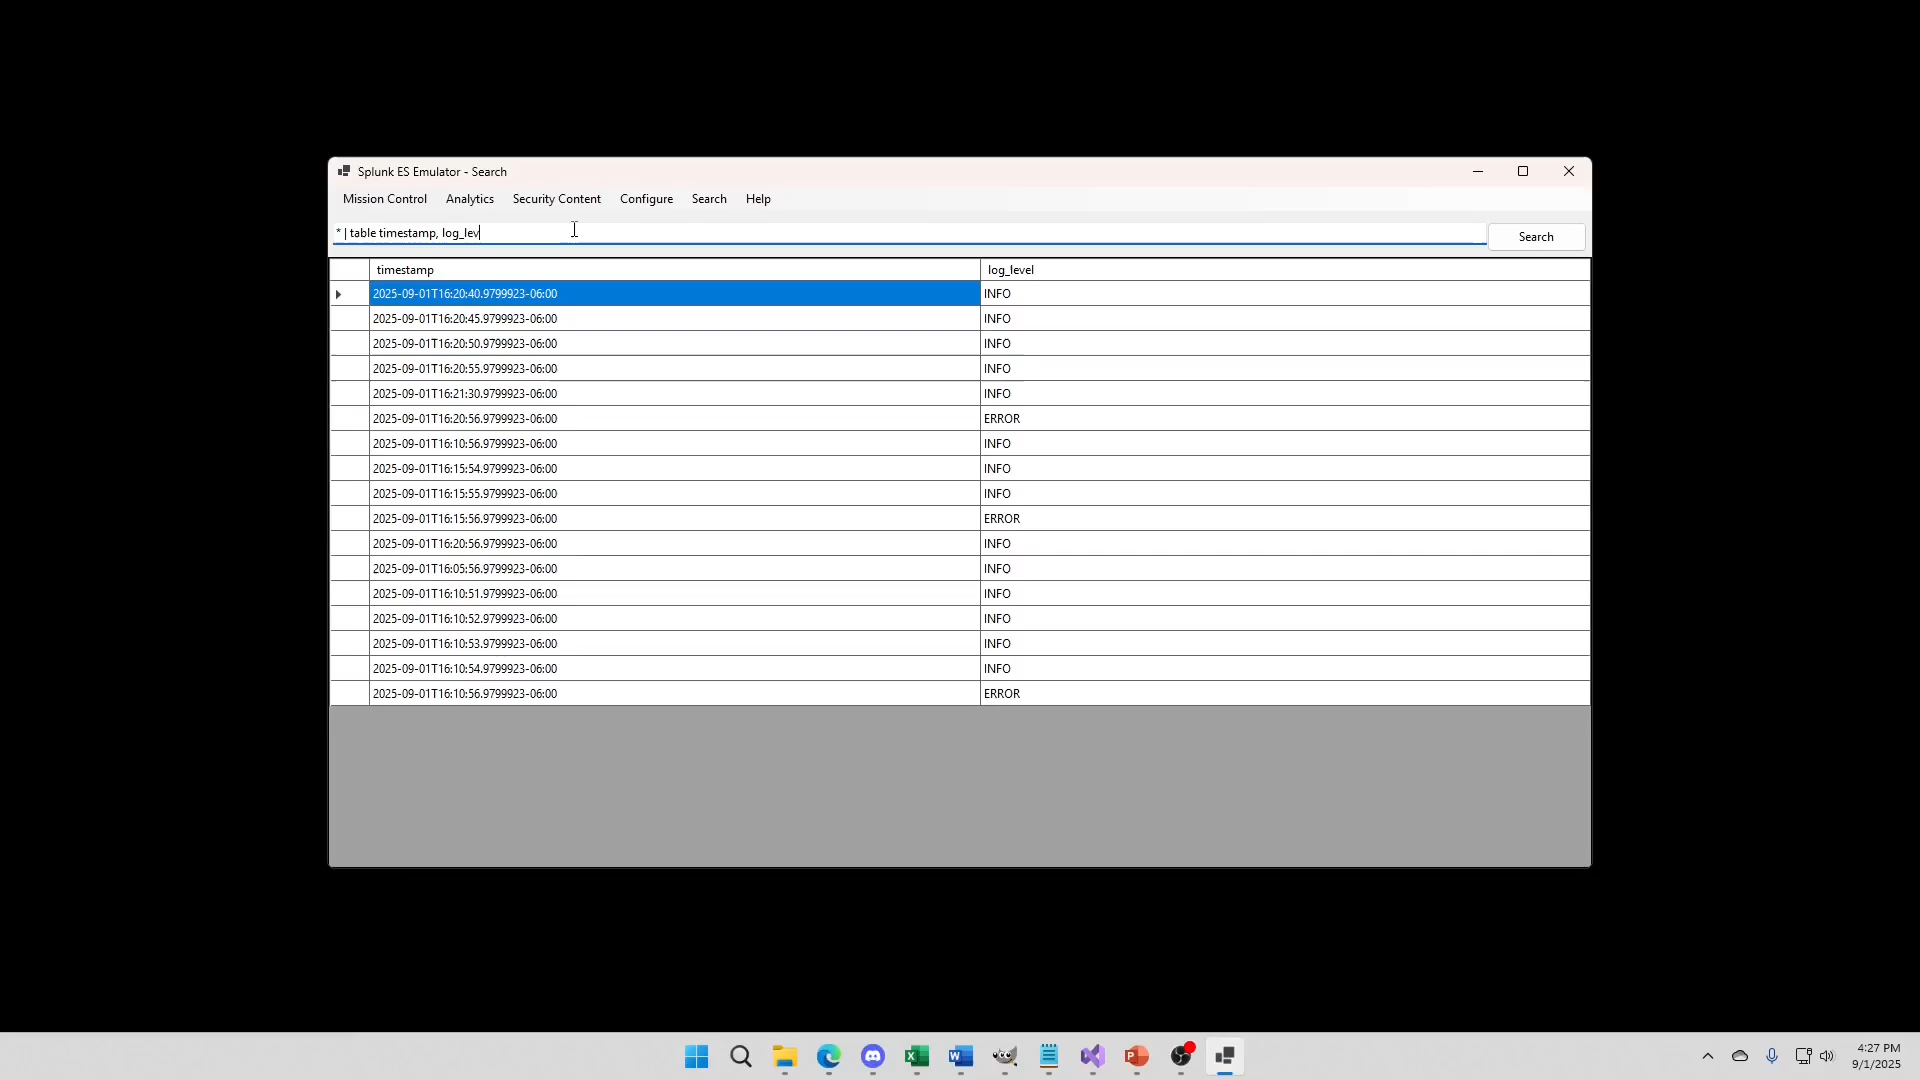 Splunk ES Emulator - Search
Mission Control Analytics Security Content Configure Search Help
* | table timestamp, log_lev
Search
timestamp log_level
2025-09-01T16:20:40.9799923-06:00 INFO
2025-09-01T16:20:45.9799923-06:00 INFO
2025-09-01T16:20:50.9799923-06:00 INFO
2025-09-01T16:20:55.9799923-06:00 INFO
2025-09-01T16:21:30.9799923-06:00 INFO
2025-09-01T16:20:56.9799923-06:00 ERROR
2025-09-01T16:10:56.9799923-06:00 INFO
2025-09-01T16:15:54.9799923-06:00 INFO
2025-09-01T16:15:55.9799923-06:00 INFO
2025-09-01T16:15:56.9799923-06:00 ERROR
2025-09-01T16:20:56.9799923-06:00 INFO
2025-09-01T16:05:56.9799923-06:00 INFO
2025-09-01T16:10:51.9799923-06:00 INFO
2025-09-01T16:10:52.9799923-06:00 INFO
2025-09-01T16:10:53.9799923-06:00 INFO
2025-09-01T16:10:54.9799923-06:00 INFO
2025-09-01T16:10:56.9799923-06:00 ERROR
4:27 PM
9/1/2025